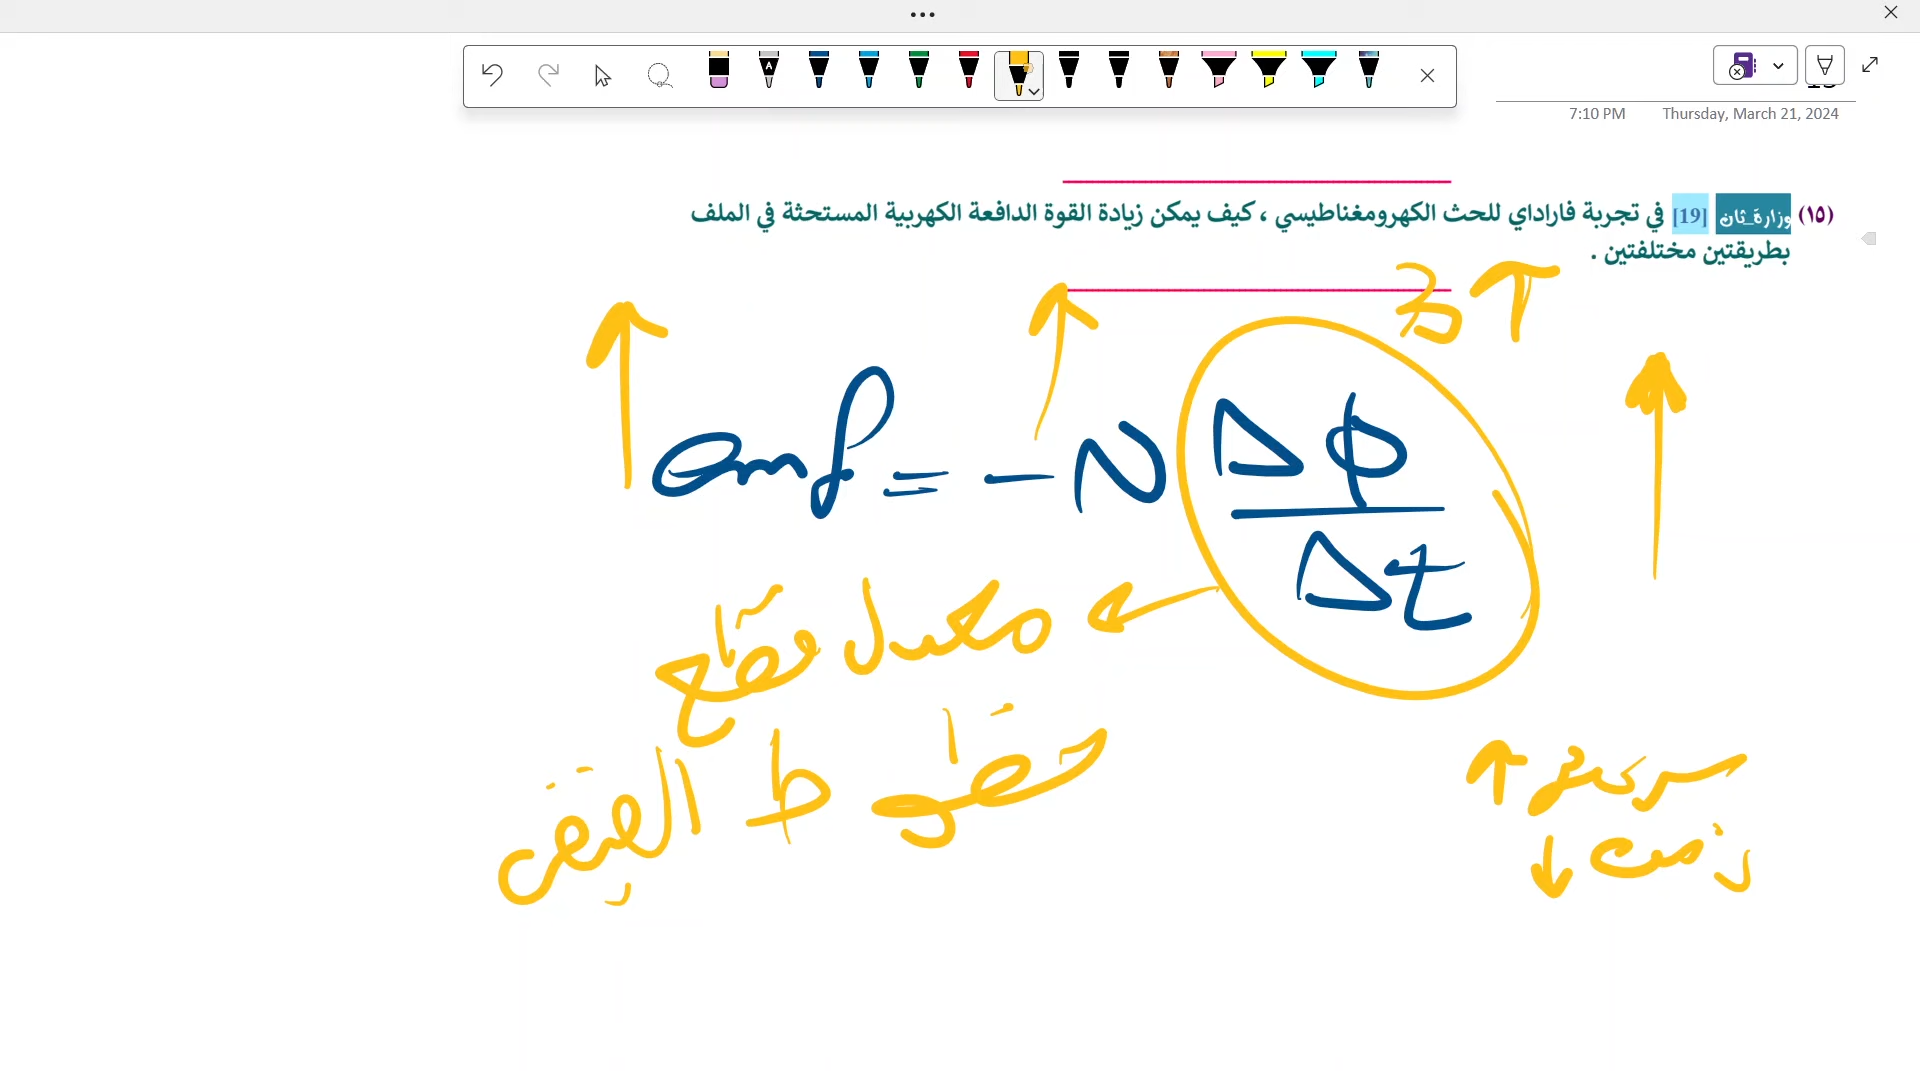 7:10 PM Thursday, March 21, 2024
(١٥) وزارة_ثان [19] في تجربة فاراداي للحث الكهرومغناطيسي ، كيف يمكن زيادة القوة الدافعة الكهربية المستحثة في الملف
بطريقتين مختلفتين .
emf = - N Δφ
Δt
معدل قطع
خطوط الفيض
سرعة
زمن